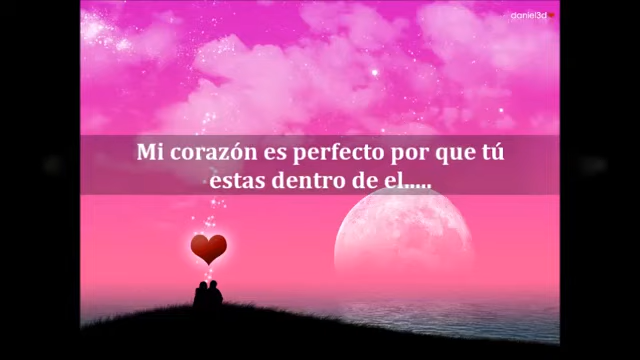 daniel3d
Mi corazón es perfecto por que tú
estas dentro de el.....